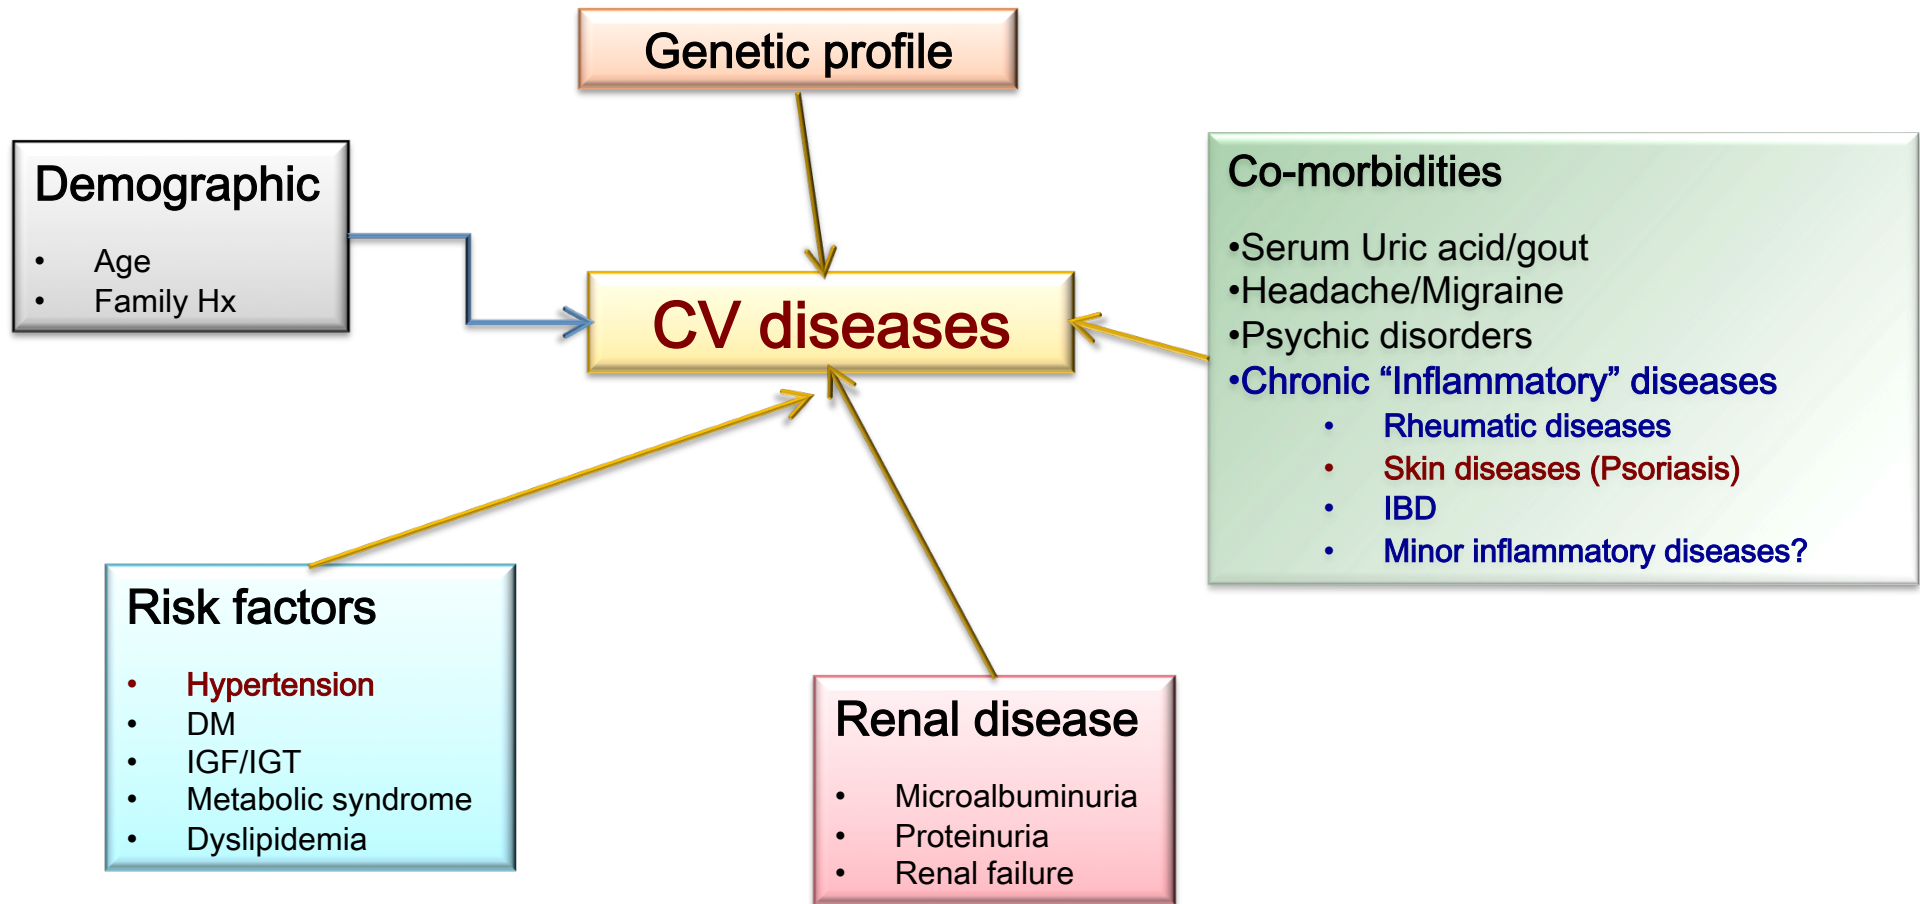 Genetic profile
Demographic
• Age
• Family Hx
CV diseases
Co-morbidities
•Serum Uric acid/gout
•Headache/Migraine
•Psychic disorders
•Chronic “Inflammatory” diseases
• Rheumatic diseases
• Skin diseases (Psoriasis)
• IBD
• Minor inflammatory diseases?
Risk factors
• Hypertension
• DM
• IGF/IGT
• Metabolic syndrome
• Dyslipidemia
Renal disease
• Microalbuminuria
• Proteinuria
• Renal failure